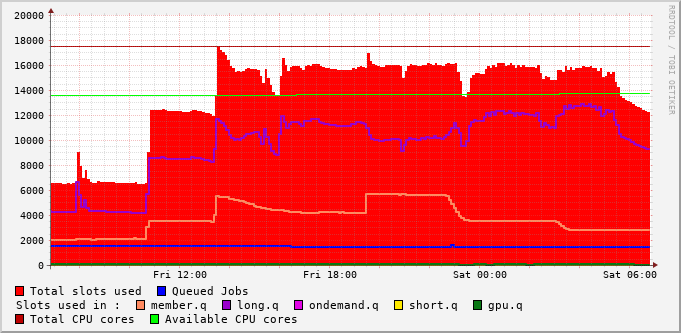 RRDTOOL / TOBI OETIKER
20000
18000
16000
14000
12000
10000
8000
6000
4000
2000
0
Fri 12:00 Fri 18:00 Sat 00:00 Sat 06:00
Total slots used Queued Jobs
Slots used in : member.q long.q ondemand.q short.q gpu.q
Total CPU cores Available CPU cores